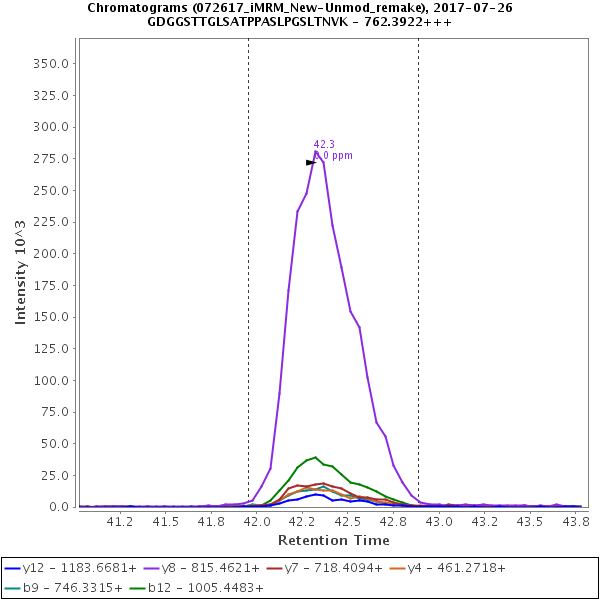 Chromatograms (072617_iMRM_New-Unmod_remake), 2017-07-26
GDGGSTTGLSATPPASLPGSLTNVK - 762.3922+++
350.0
325.0
300.0
275.0
250.0
225.0
200.0
175.0
150.0
125.0
100.0
75.0
50.0
25.0
0.0
Intensity 10^3
42.3
ppm
41.2 41.5 41.8 42.0 42.2 42.5 42.8 43.0 43.2 43.5 43.8
Retention Time
y12 - 1183.6681+ y8 - 815.4621+ y7 - 718.4094+ y4 - 461.2718+
b9 - 746.3315+ b12 - 1005.4483+